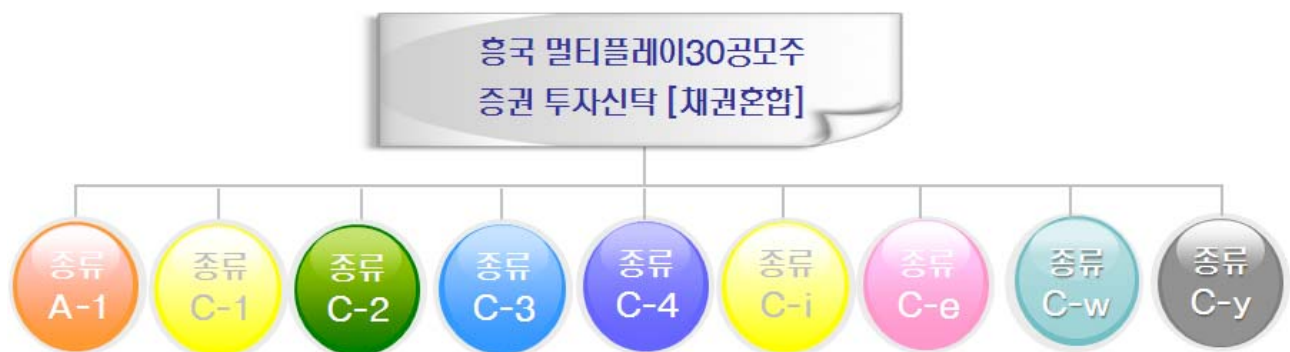 흥국 멀티플레이30공모주
증권 투자신탁 [채권혼합]
종류
A-1
종류
C-1
종류
C-2
종류
C-3
종류
C-4
종류
C-i
종류
C-e
종류
C-w
종류
C-y